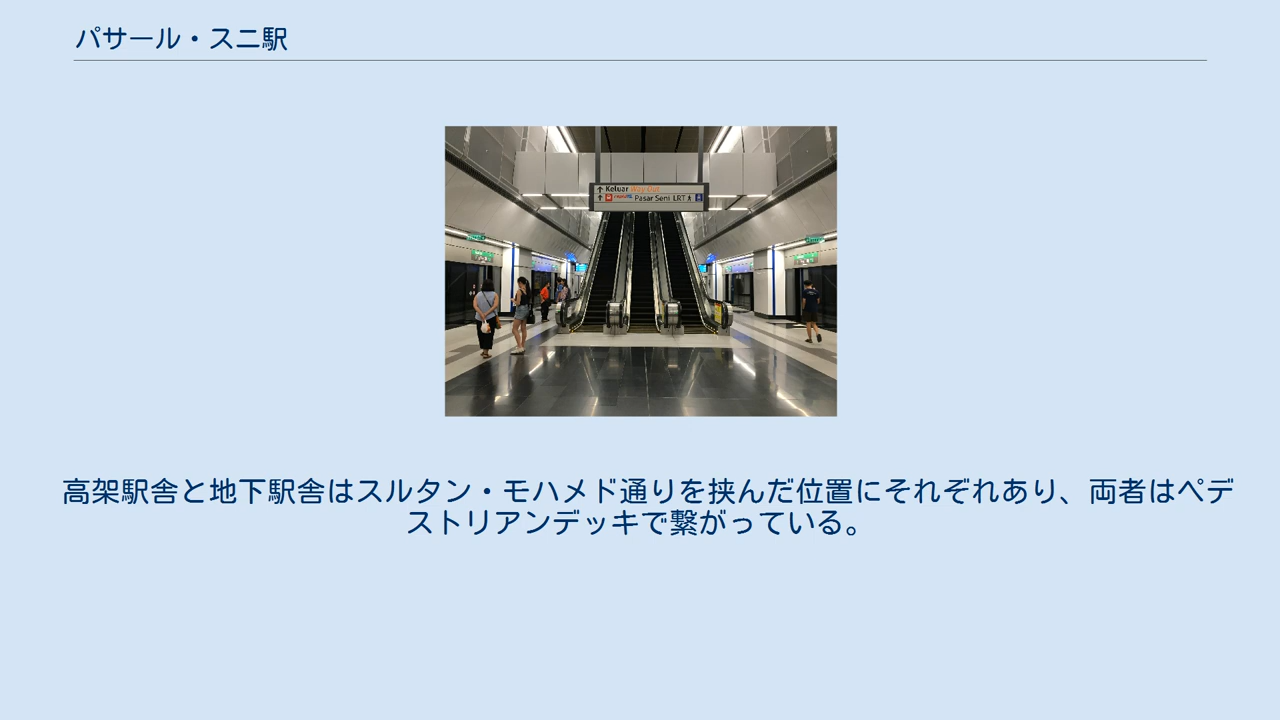 パサール・スニ駅
Keluar Way Out
Pasar Seni LRT
高架駅舎と地下駅舎はスルタン・モハメド通りを挟んだ位置にそれぞれあり、両者はペデ
ストリアンデッキで繋がっている。